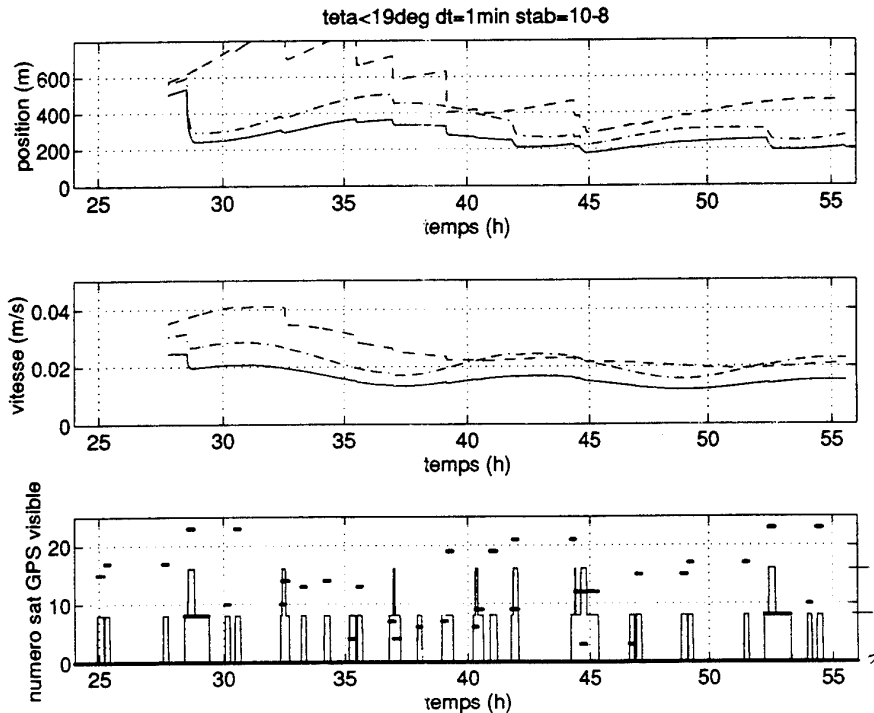 teta<19deg dt=1min stab=10-8
position (m)
600
400
200
0
25 30 35 40 45 50 55
temps (h)
vitesse (m/s)
0.04
0.02
0
25 30 35 40 45 50 55
temps (h)
numero sat GPS visible
20
10
0
25 30 35 40 45 50 55
temps (h)